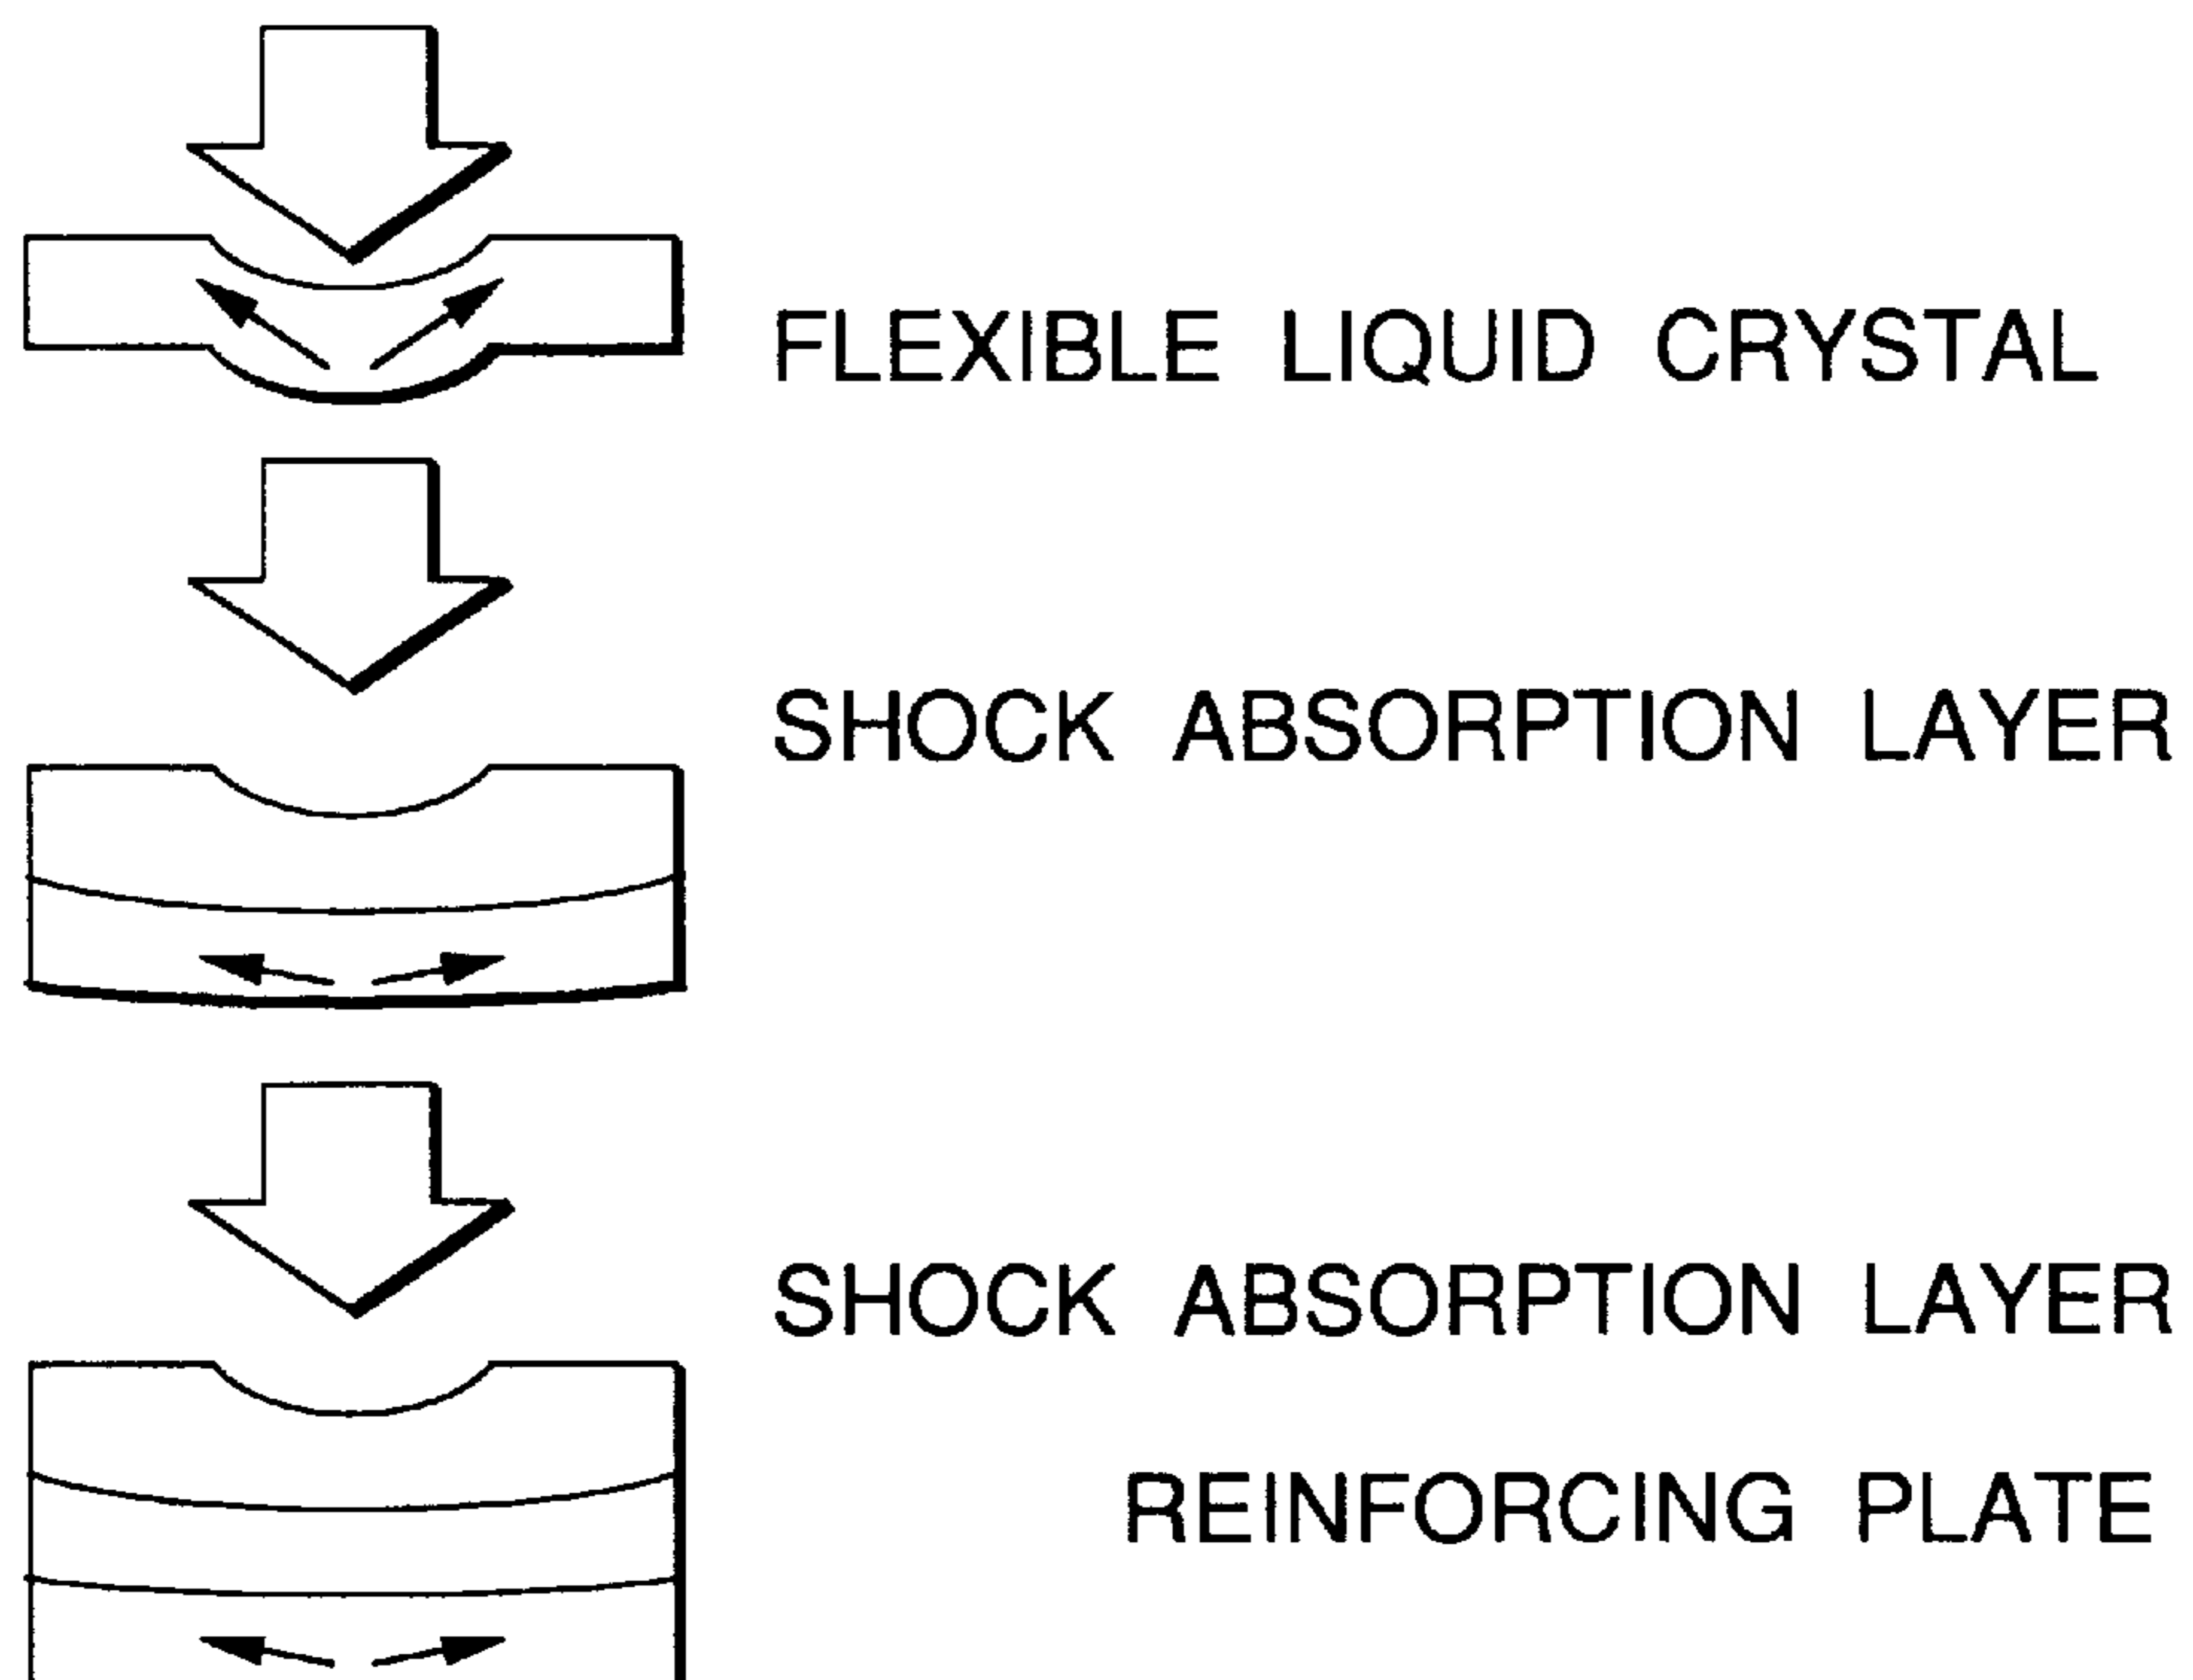 FLEXIBLE LIQUID CRYSTAL
SHOCK ABSORPTION LAYER
SHOCK ABSORPTION LAYER
REINFORCING PLATE